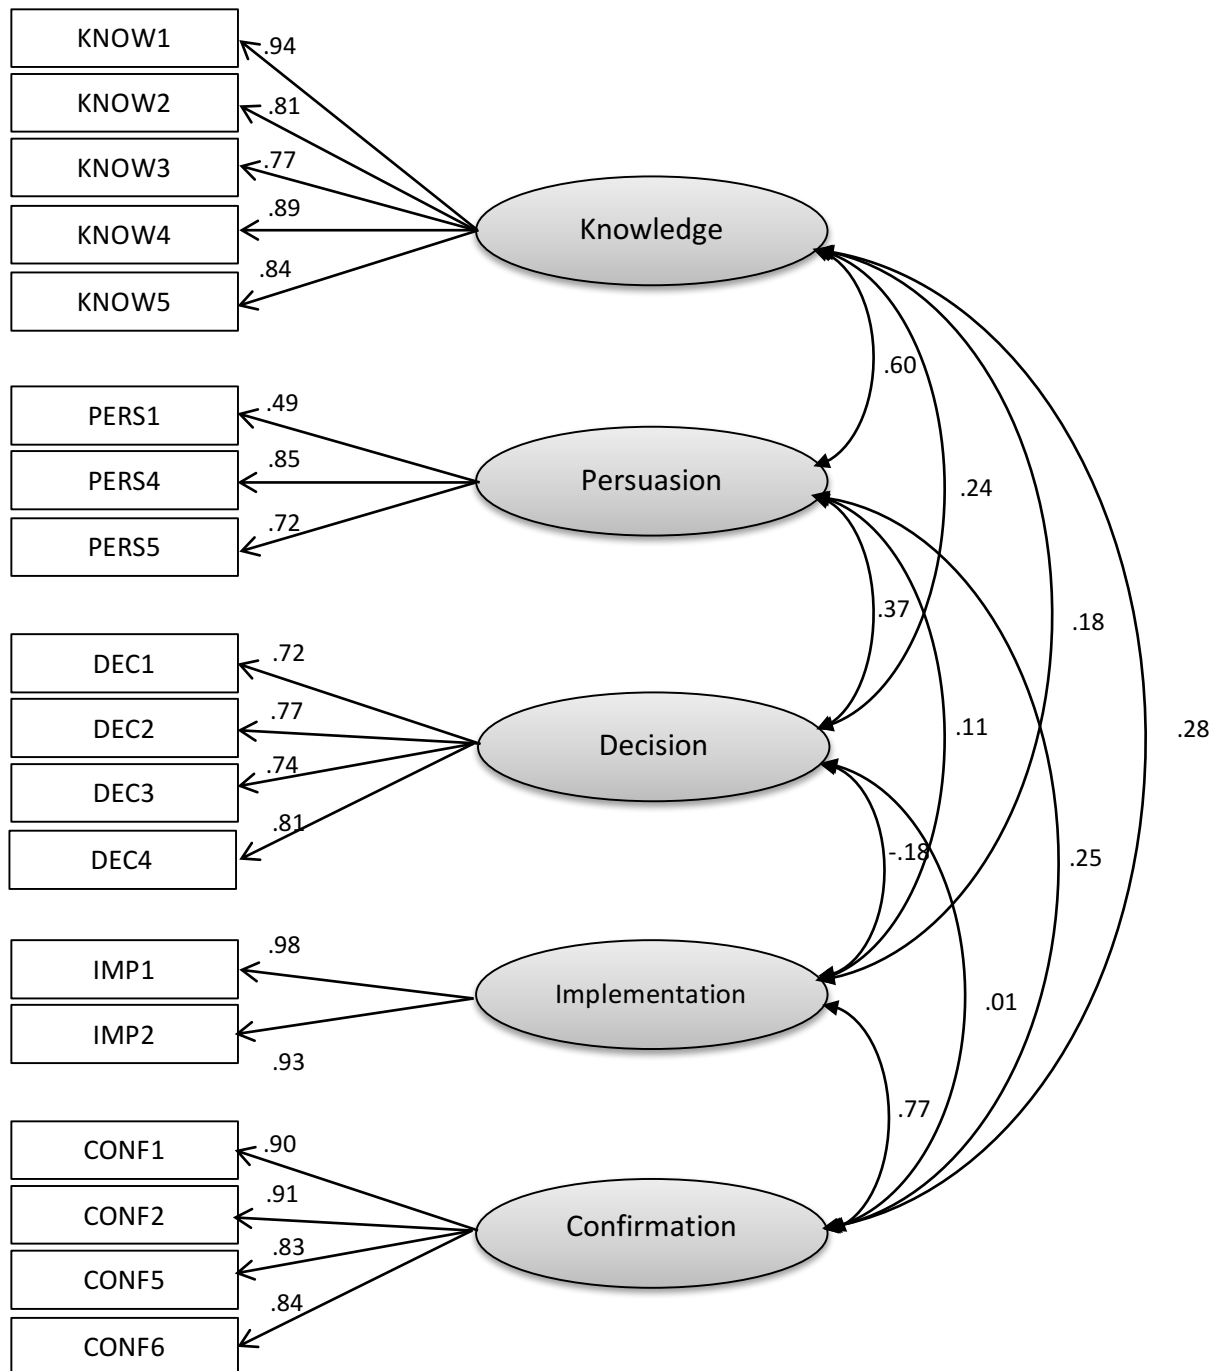 KNOW1
.94
KNOW2
.81
KNOW3
.77
KNOW4
.89
KNOW5
.84
Knowledge
.60
PERS1
.49
PERS4
.85
PERS5
.72
Persuasion
.24
.37
.18
DEC1
.72
DEC2
.77
DEC3
.74
DEC4
.81
Decision
.11
.28
-.18
.25
IMP1
.98
IMP2
.93
Implementation
.01
.77
CONF1
.90
CONF2
.91
CONF5
.83
CONF6
.84
Confirmation